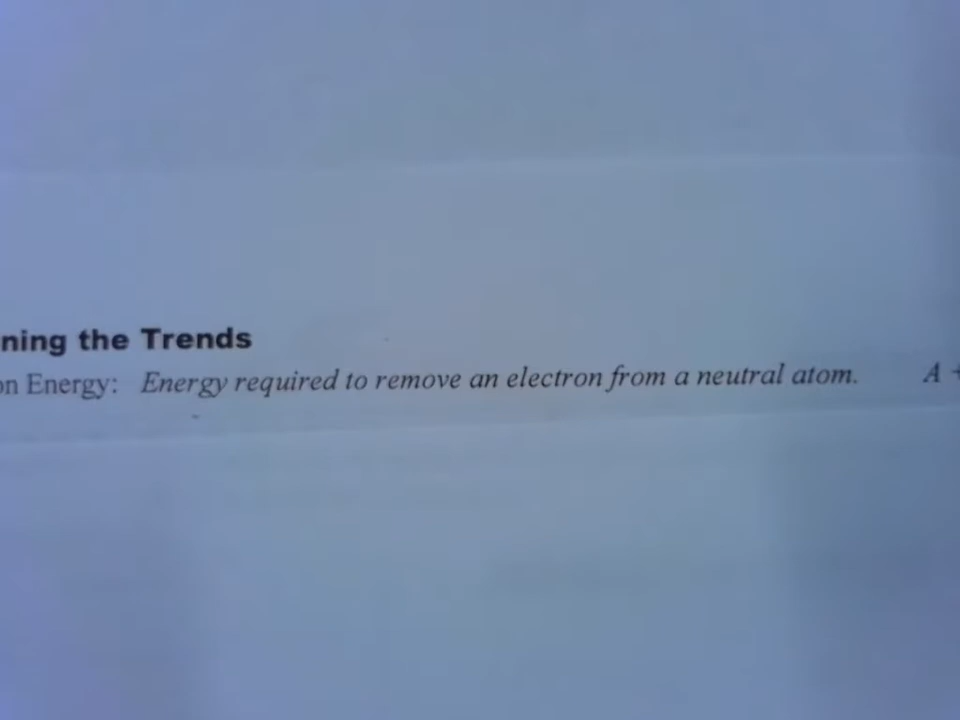 ning the Trends
on Energy: Energy required to remove an electron from a neutral atom. A +